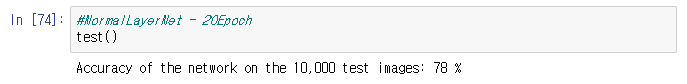 In [74]: #NormalLayerNet - 20Epoch
test()
Accuracy of the network on the 10,000 test images: 78 %